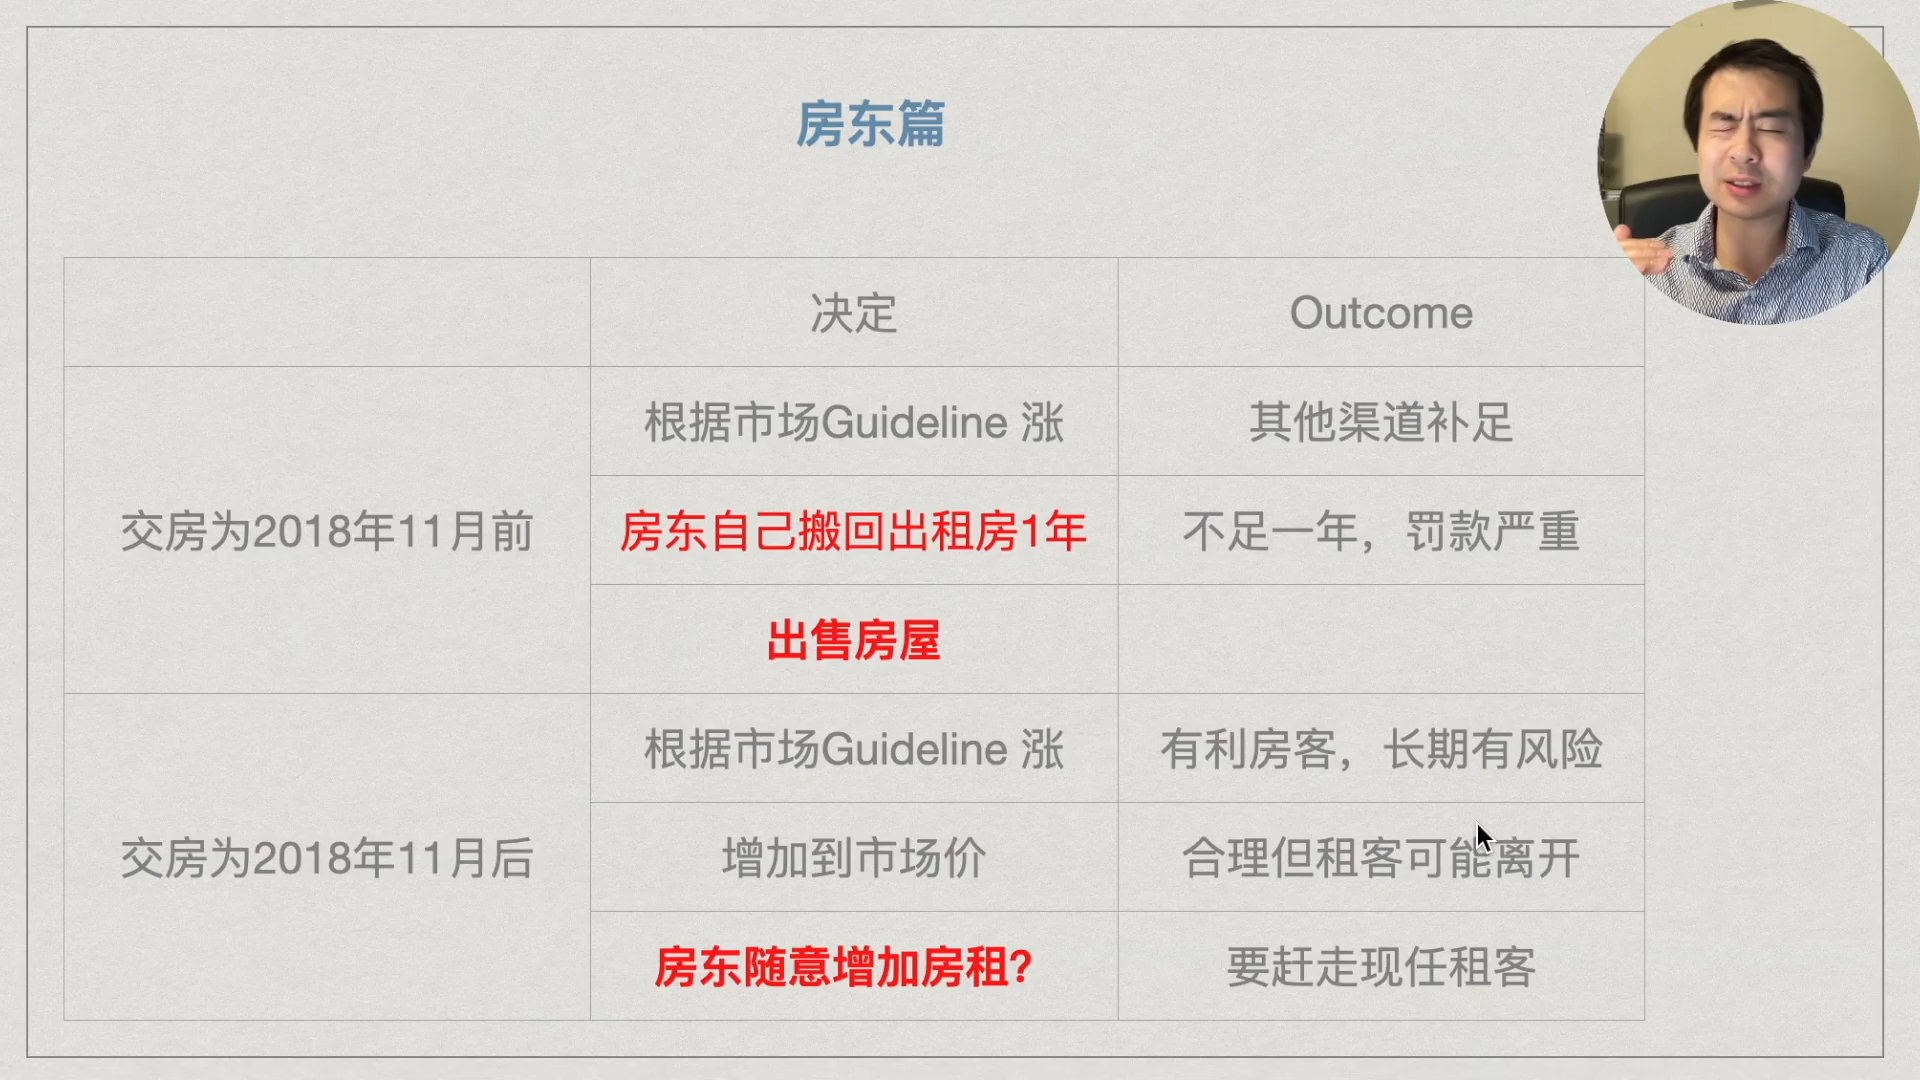 房东篇
决定
Outcome
交房为2018年11月前
根据市场Guideline 涨
其他渠道补足
房东自己搬回出租房1年
不足一年，罚款严重
出售房屋
交房为2018年11月后
根据市场Guideline 涨
有利房客，长期有风险
增加到市场价
合理但租客可能离开
房东随意增加房租?
要赶走现任租客